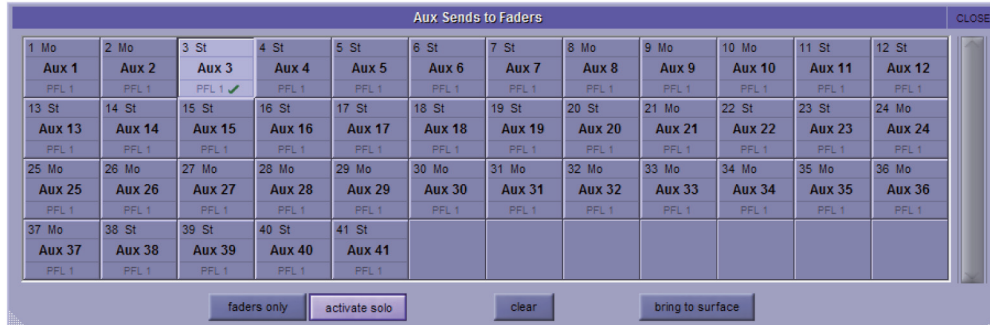 Aux Sends to Faders CLOSE
1 Mo 2 Mo 3 St 4 St 5 St 6 St 7 St 8 Mo 9 Mo 10 Mo 11 St 12 St
Aux 1 Aux 2 Aux 3 Aux 4 Aux 5 Aux 6 Aux 7 Aux 8 Aux 9 Aux 10 Aux 11 Aux 12
PFL 1 PFL 1 PFL 1 ✓ PFL 1 PFL 1 PFL 1 PFL 1 PFL 1 PFL 1 PFL 1 PFL 1 PFL 1
13 St 14 St 15 St 16 St 17 St 18 St 19 St 20 St 21 Mo 22 St 23 St 24 Mo
Aux 13 Aux 14 Aux 15 Aux 16 Aux 17 Aux 18 Aux 19 Aux 20 Aux 21 Aux 22 Aux 23 Aux 24
PFL 1 PFL 1 PFL 1 PFL 1 PFL 1 PFL 1 PFL 1 PFL 1 PFL 1 PFL 1 PFL 1 PFL 1
25 Mo 26 Mo 27 Mo 28 Mo 29 Mo 30 Mo 31 Mo 32 Mo 33 Mo 34 Mo 35 Mo 36 Mo
Aux 25 Aux 26 Aux 27 Aux 28 Aux 29 Aux 30 Aux 31 Aux 32 Aux 33 Aux 34 Aux 35 Aux 36
PFL 1 PFL 1 PFL 1 PFL 1 PFL 1 PFL 1 PFL 1 PFL 1 PFL 1 PFL 1 PFL 1 PFL 1
37 Mo 38 St 39 St 40 St 41 St
Aux 37 Aux 38 Aux 39 Aux 40 Aux 41
PFL 1 PFL 1 PFL 1 PFL 1 PFL 1
faders only activate solo clear bring to surface